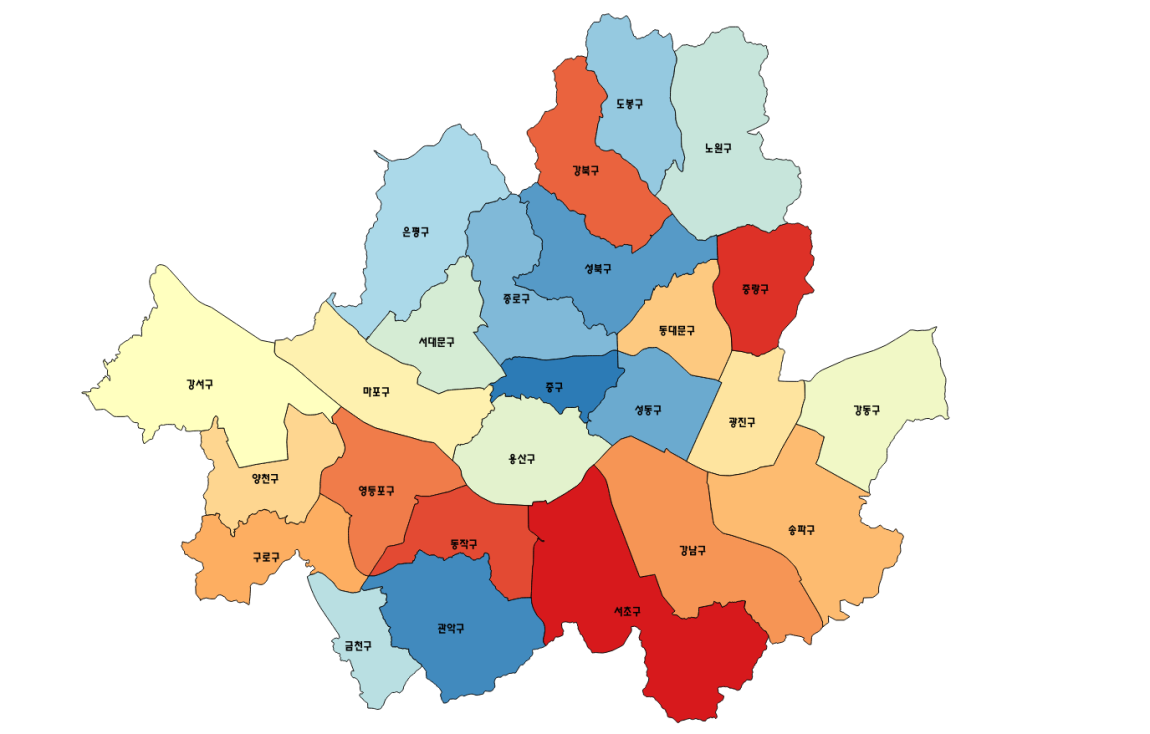 도봉구
노원구
강북구
은평구
성북구
중랑구
종로구
동대문구
서대문구
강서구
마포구
중구
성동구
강동구
광진구
용산구
양천구
영등포구
송파구
동작구
강남구
구로구
서초구
관악구
금천구